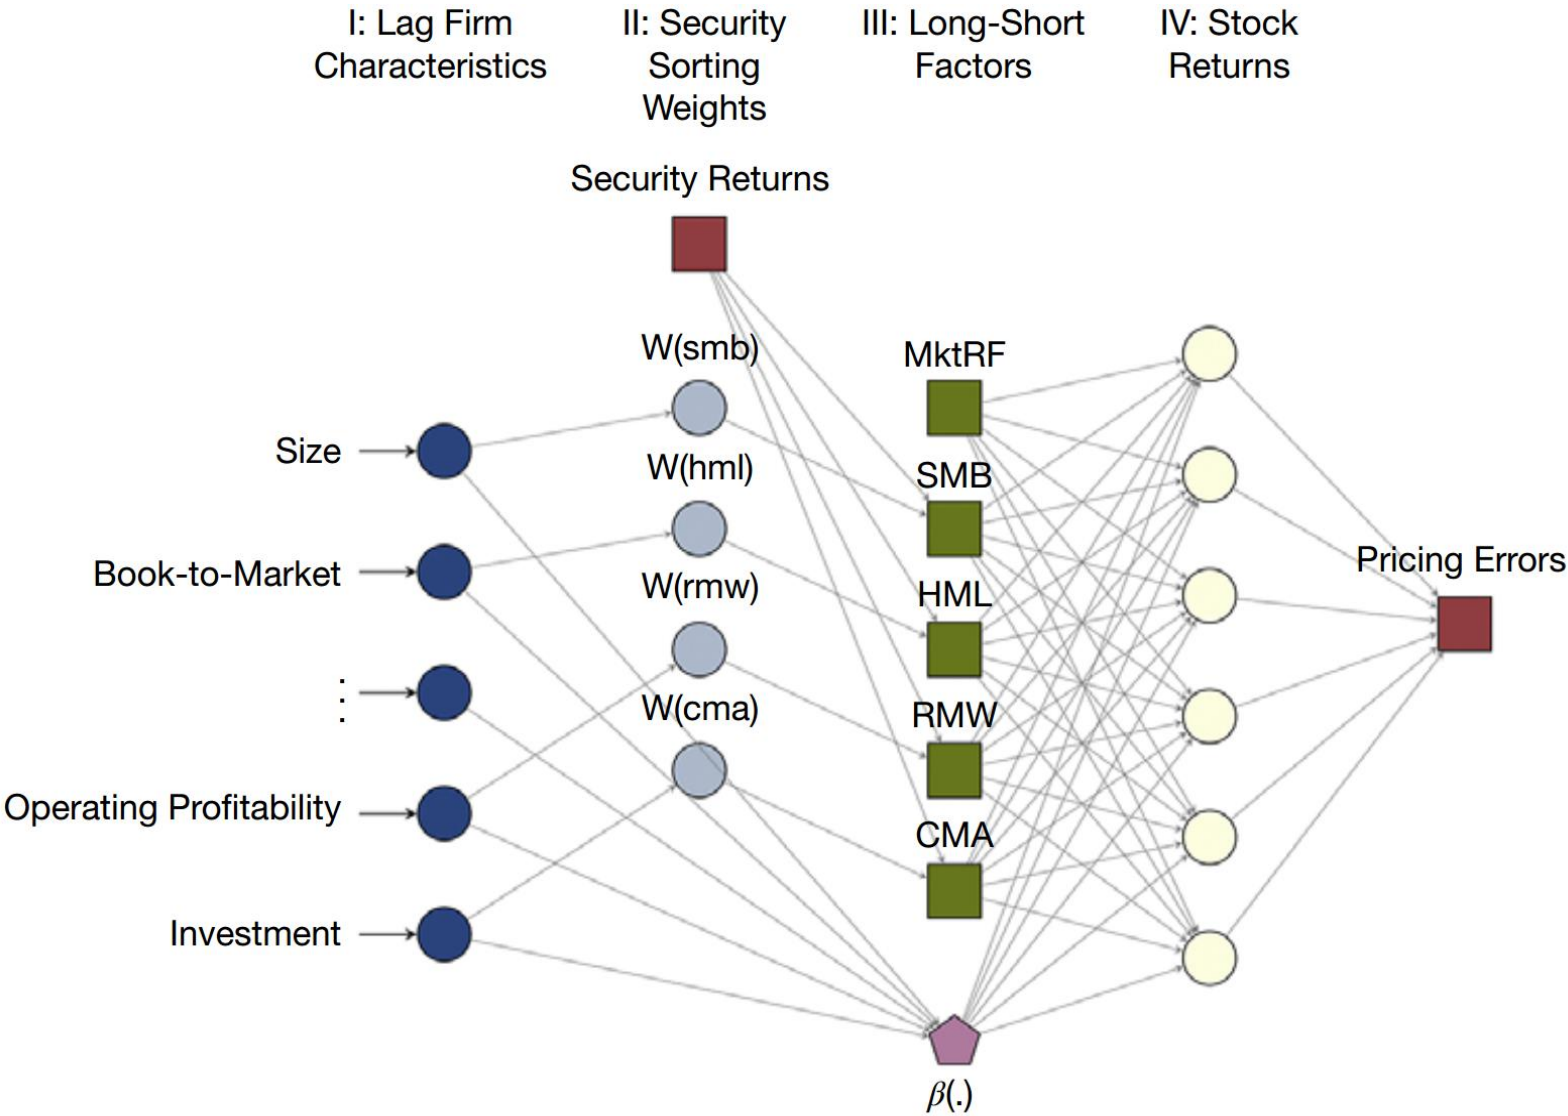 I: Lag Firm
Characteristics
II: Security
Sorting
Weights
III: Long-Short
Factors
IV: Stock
Returns
Security Returns
W(smb)
MktRF
Size
W(hml)
SMB
Book-to-Market
W(rmw)
HML
Pricing Errors
⋮
W(cma)
RMW
Operating Profitability
CMA
Investment
β(.)